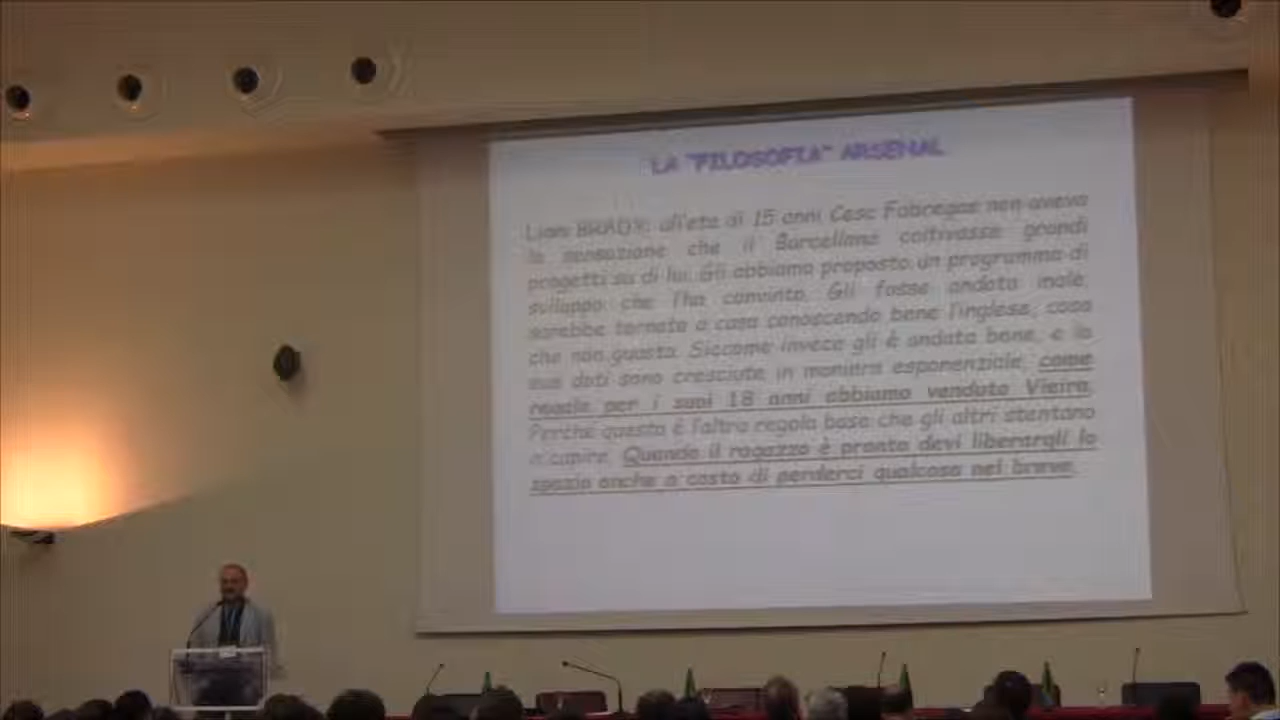 LA "FILOSOFIA" ARSENAL
Liam BRADY: all'età di 15 anni Cesc Fabregas non aveva
la sensazione che il Barcellona coltivasse grandi
progetti su di lui. Gli abbiamo proposto un programma di
sviluppo che l'ha convinto. Gli fosse andata male,
sarebbe tornato a casa conoscendo bene l'inglese, cosa
che non guasta. Siccome invece gli è andata bene, e le
sue doti sono cresciute in maniera esponenziale, come
regalo per i suoi 18 anni abbiamo venduto Vieira.
Perché questa è l'altra regola base che gli altri stentano
a capire. Quando il ragazzo è pronto devi liberargli lo
spazio anche a costo di perderci qualcosa nel breve.